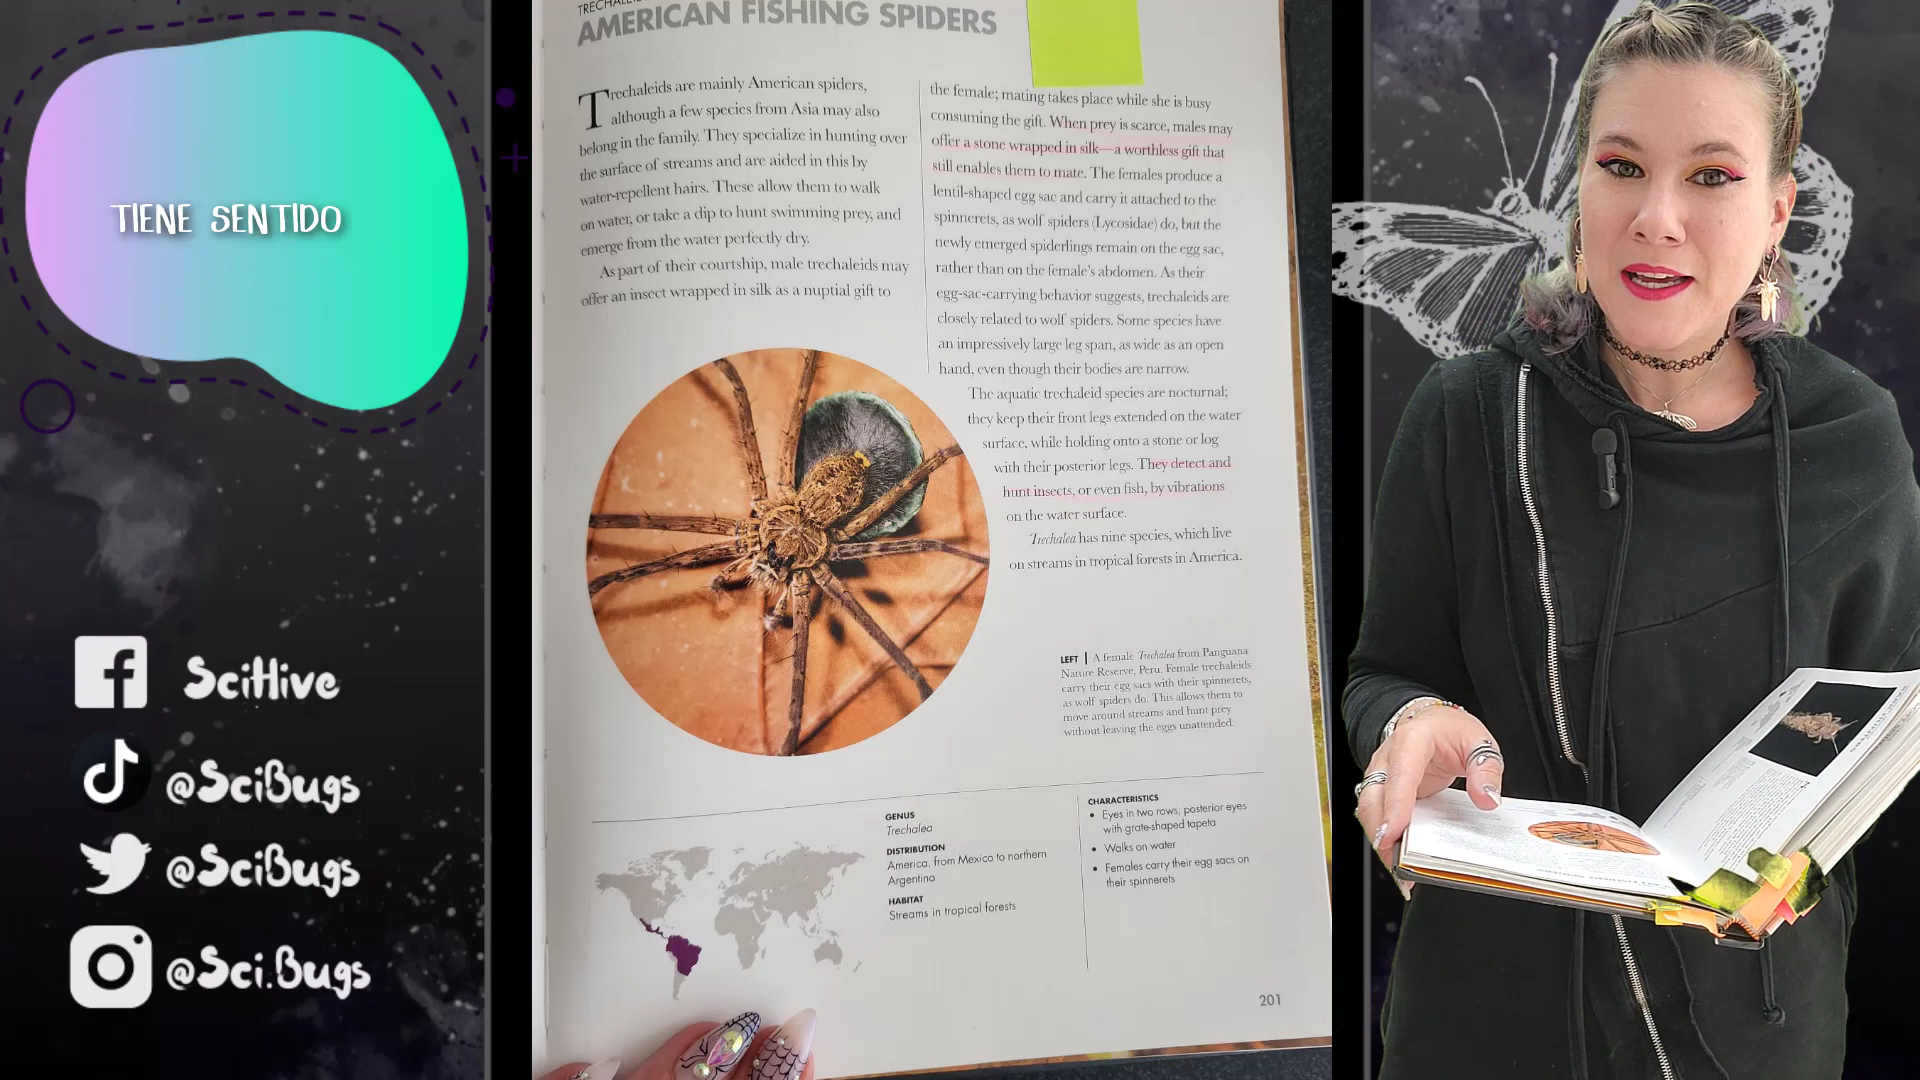 TIENE SENTIDO
SciHive
@SciBugs
@SciBugs
@Sci.Bugs
AMERICAN FISHING SPIDERS
Trechaleids are mainly American spiders,
although a few species from Asia may also
belong in the family. They specialize in hunting over
the surface of streams and are aided in this by
water-repellent hairs. These allow them to walk
on water, or take a dip to hunt swimming prey, and
emerge from the water perfectly dry.
As part of their courtship, male trechaleids may
offer an insect wrapped in silk as a nuptial gift to
the female; mating takes place while she is busy
consuming the gift. When prey is scarce, males may
offer a stone wrapped in silk—a worthless gift that
still enables them to mate. The females produce a
lentil-shaped egg sac and carry it attached to the
spinnerets, as wolf spiders (Lycosidae) do, but the
newly emerged spiderlings remain on the egg sac,
rather than on the female's abdomen. As their
egg-sac-carrying behavior suggests, trechaleids are
closely related to wolf spiders. Some species have
an impressively large leg span, as wide as an open
hand, even though their bodies are narrow.
The aquatic trechaleid species are nocturnal;
they keep their front legs extended on the water
surface, while holding onto a stone or log
with their posterior legs. They detect and
hunt insects, or even fish, by vibrations
on the water surface.
Trechalea has nine species, which live
on streams in tropical forests in America.
LEFT | A female Trechalea from Panguana
Nature Reserve, Peru. Female trechaleids
carry their egg sacs with their spinnerets,
as wolf spiders do. This allows them to
move around streams and hunt prey
without leaving the eggs unattended.
GENUS
Trechalea
DISTRIBUTION
America, from Mexico to northern
Argentina
HABITAT
Streams in tropical forests
CHARACTERISTICS
• Eyes in two rows; posterior eyes
with grate-shaped tapeta
• Walks on water
• Females carry their egg sacs on
their spinnerets
201